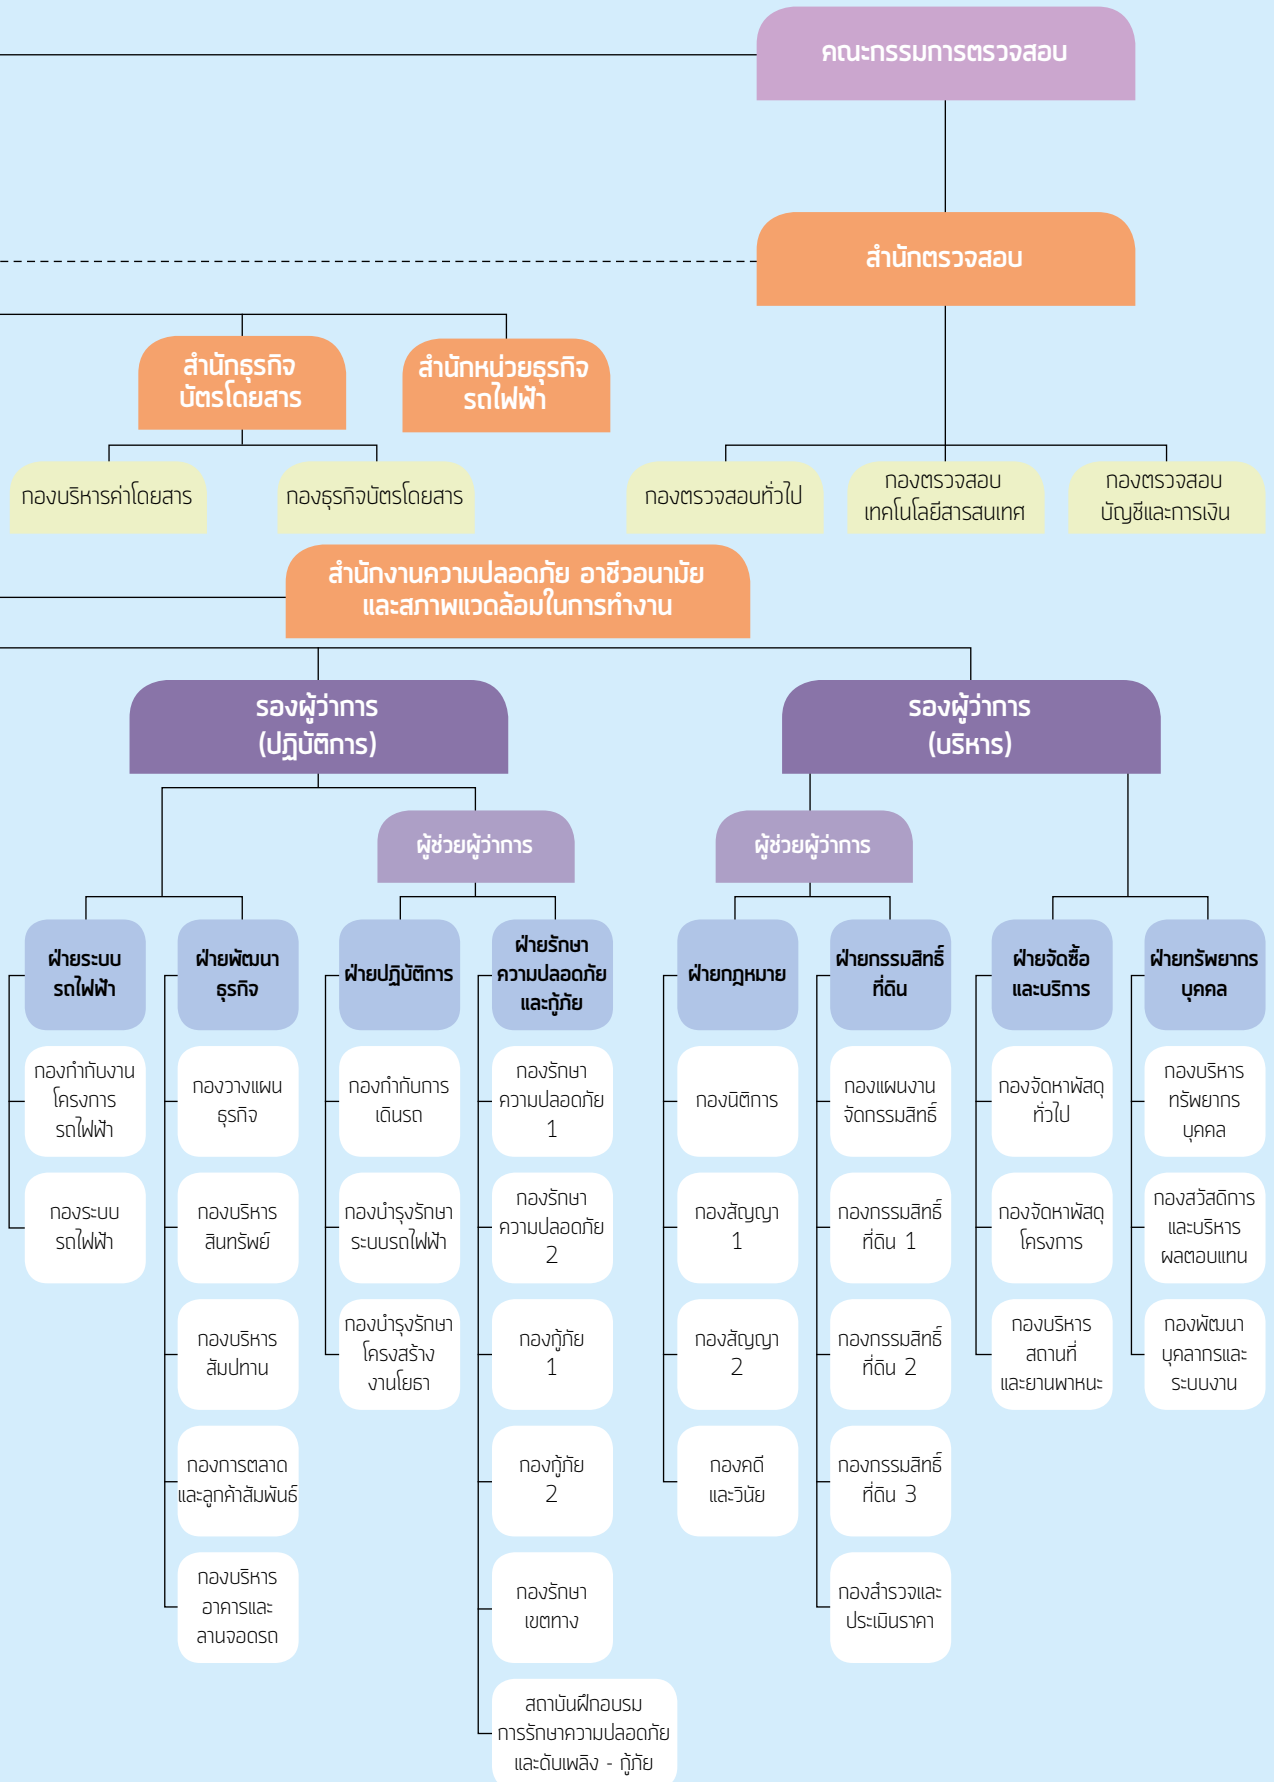 คณะกรรมการตรวจสอบ
สำนักตรวจสอบ
สำนักธุรกิจ
บัตรโดยสาร
สำนักหน่วยธุรกิจ
รถไฟฟ้า
กองบริหารค่าโดยสาร
กองธุรกิจบัตรโดยสาร
กองตรวจสอบทั่วไป
กองตรวจสอบ
เทคโนโลยีสารสนเทศ
กองตรวจสอบ
บัญชีและการเงิน
สำนักงานความปลอดภัย อาชีวอนามัย
และสภาพแวดล้อมในการทำงาน
รองผู้ว่าการ
(ปฏิบัติการ)
รองผู้ว่าการ
(บริหาร)
ผู้ช่วยผู้ว่าการ
ผู้ช่วยผู้ว่าการ
ฝ่ายระบบ
รถไฟฟ้า
กองกำกับงาน
โครงการ
รถไฟฟ้า
กองระบบ
รถไฟฟ้า
ฝ่ายพัฒนา
ธุรกิจ
กองวางแผน
ธุรกิจ
กองบริหาร
สินทรัพย์
กองบริหาร
สัมปทาน
กองการตลาด
และลูกค้าสัมพันธ์
กองบริหาร
อาคารและ
ลานจอดรถ
ฝ่ายปฏิบัติการ
กองกำกับการ
เดินรถ
กองบำรุงรักษา
ระบบรถไฟฟ้า
กองบำรุงรักษา
โครงสร้าง
งานโยธา
ฝ่ายรักษา
ความปลอดภัย
และกู้ภัย
กองรักษา
ความปลอดภัย
1
กองรักษา
ความปลอดภัย
2
กองกู้ภัย
1
กองกู้ภัย
2
กองรักษา
เขตทาง
สถาบันฝึกอบรม
การรักษาความปลอดภัย
และดับเพลิง - กู้ภัย
ฝ่ายกฎหมาย
กองนิติการ
กองสัญญา
1
กองสัญญา
2
กองคดี
และวินัย
ฝ่ายกรรมสิทธิ์
ที่ดิน
กองแผนงาน
จัดกรรมสิทธิ์
กองกรรมสิทธิ์
ที่ดิน 1
กองกรรมสิทธิ์
ที่ดิน 2
กองกรรมสิทธิ์
ที่ดิน 3
กองสำรวจและ
ประเมินราคา
ฝ่ายจัดซื้อ
และบริการ
กองจัดหาพัสดุ
ทั่วไป
กองจัดหาพัสดุ
โครงการ
กองบริหาร
สถานที่
และยานพาหนะ
ฝ่ายทรัพยากร
บุคคล
กองบริหาร
ทรัพยากร
บุคคล
กองสวัสดิการ
และบริหาร
ผลตอบแทน
กองพัฒนา
บุคลากรและ
ระบบงาน